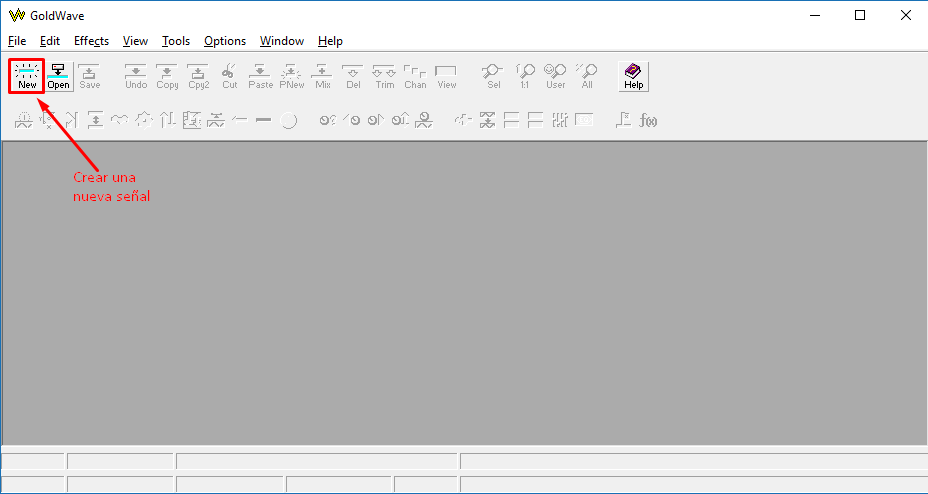 GoldWave
File Edit Effects View Tools Options Window Help
New Open Save Undo Copy Cpy2 Cut Paste PNew Mix Del Trim Chan View Sel 1:1 User All Help
f(x)
Crear una
nueva señal